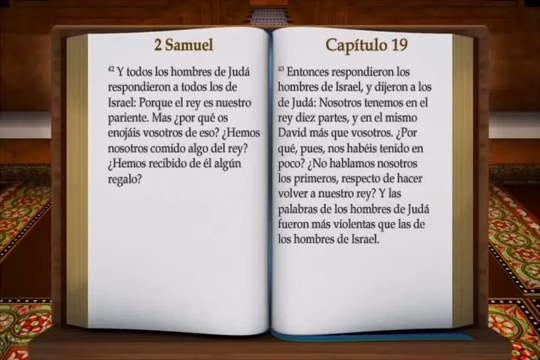 2 Samuel
42 Y todos los hombres de Judá
respondieron a todos los de
Israel: Porque el rey es nuestro
pariente. Mas ¿por qué os
enojáis vosotros de eso? ¿Hemos
nosotros comido algo del rey?
¿Hemos recibido de él algún
regalo?
Capítulo 19
43 Entonces respondieron los
hombres de Israel, y dijeron a los
de Judá: Nosotros tenemos en el
rey diez partes, y en el mismo
David más que vosotros. ¿Por
qué, pues, nos habéis tenido en
poco? ¿No hablamos nosotros
los primeros, respecto de hacer
volver a nuestro rey? Y las
palabras de los hombres de Judá
fueron más violentas que las de
los hombres de Israel.